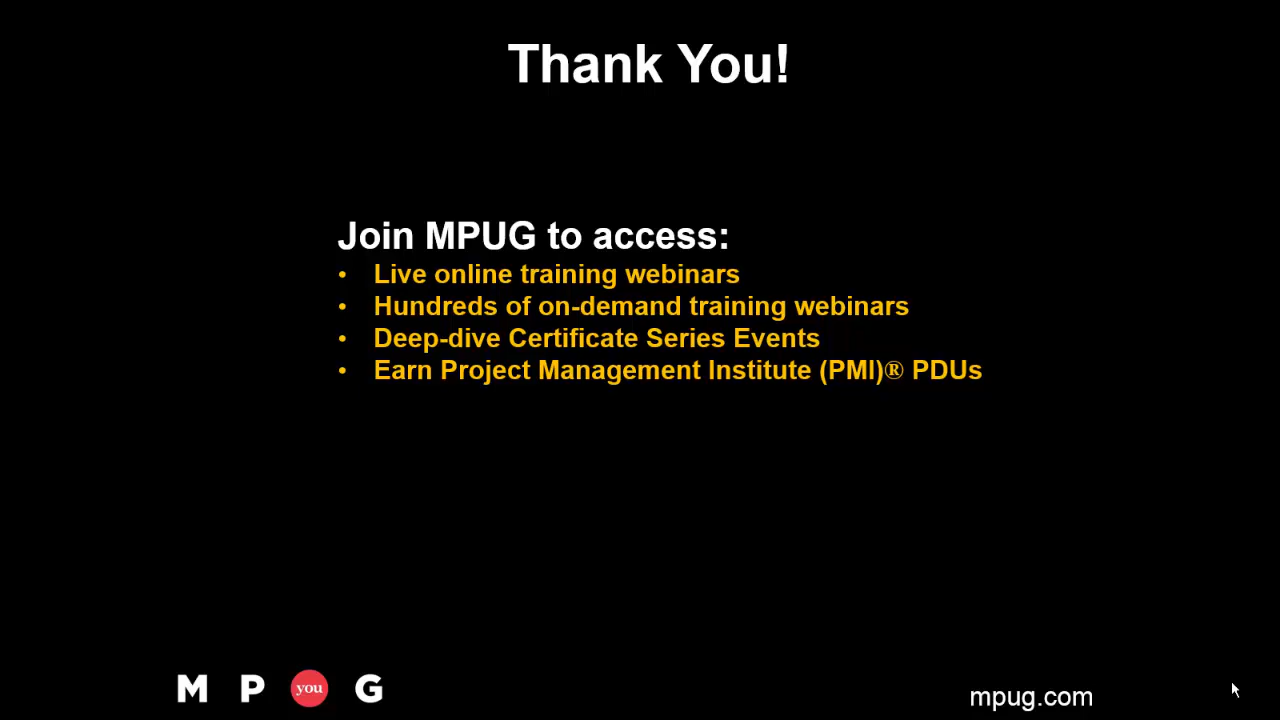 Thank You!
Join MPUG to access:
• Live online training webinars
• Hundreds of on-demand training webinars
• Deep-dive Certificate Series Events
• Earn Project Management Institute (PMI)® PDUs
M P you G
mpug.com